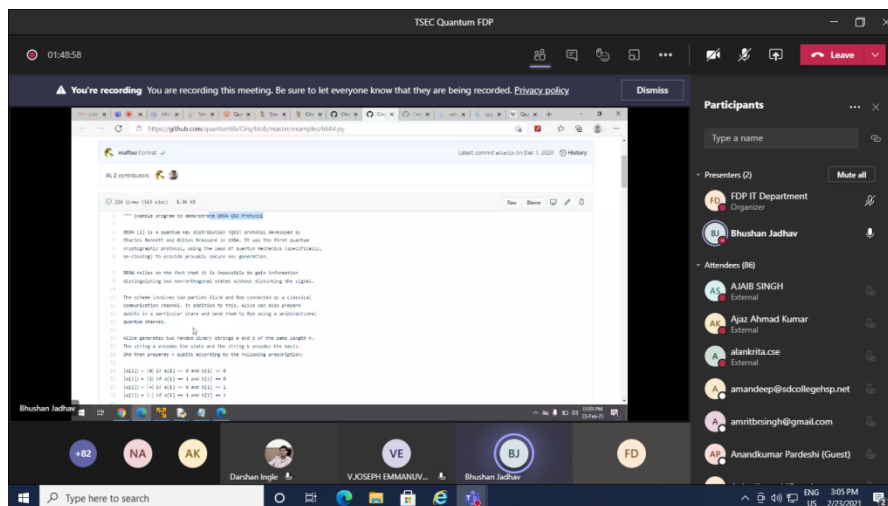 TSEC Quantum FDP
01:48:58
Leave
You're recording You are recording this meeting. Be sure to let everyone know that they are being recorded. Privacy policy
Dismiss
https://github.com/quantumlib/Cirq/blob/master/examples/bb84.py
maffoo Format
Latest commit on Dec 1, 2020 History
2 contributors
Raw Blame
""" Example program to demonstrate BB84 QKD Protocol
BB84 [1] is a quantum key distribution (QKD) protocol developed by
Charles Bennett and Gilles Brassard in 1984. It was the first quantum
cryptographic protocol, using the laws of quantum mechanics (specifically,
no-cloning) to provide provably secure key generation.
BB84 relies on the fact that it is impossible to gain information
distinguishing two non-orthogonal states without disturbing the signal.
The scheme involves two parties Alice and Bob connected by a classical
communication channel. In addition to this, Alice can also prepare
qubits in a particular state and send them to Bob using a unidirectional
quantum channel.
Alice generates two random binary strings a and b of the same length n.
The string a encodes the state and the string b encodes the basis.
She then prepares n qubits according to the following prescription:
|q[i]⟩ = |0⟩ if a[i] == 0 and b[i] == 0
|q[i]⟩ = |1⟩ if a[i] == 1 and b[i] == 0
|q[i]⟩ = |+⟩ if a[i] == 0 and b[i] == 1
|q[i]⟩ = |-⟩ if a[i] == 1 and b[i] == 1
Bhushan Jadhav
23-Feb-21
+82
NA
AK
Darshan Ingle
VE
V.JOSEPH EMMANUV...
BJ
Bhushan Jadhav
FD
Participants
Type a name
Presenters (2)
Mute all
FD
FDP IT Department
Organizer
BJ
Bhushan Jadhav
Attendees (86)
AS
AJAIB SINGH
External
AK
Ajaz Ahmad Kumar
External
A
alankrita.cse
External
A
amandeep@sdcollegehsp.net
A
amritbrsingh@gmail.com
AP
Anandkumar Pardeshi (Guest)
Type here to search
ENG
US
3:05 PM
2/23/2021
2